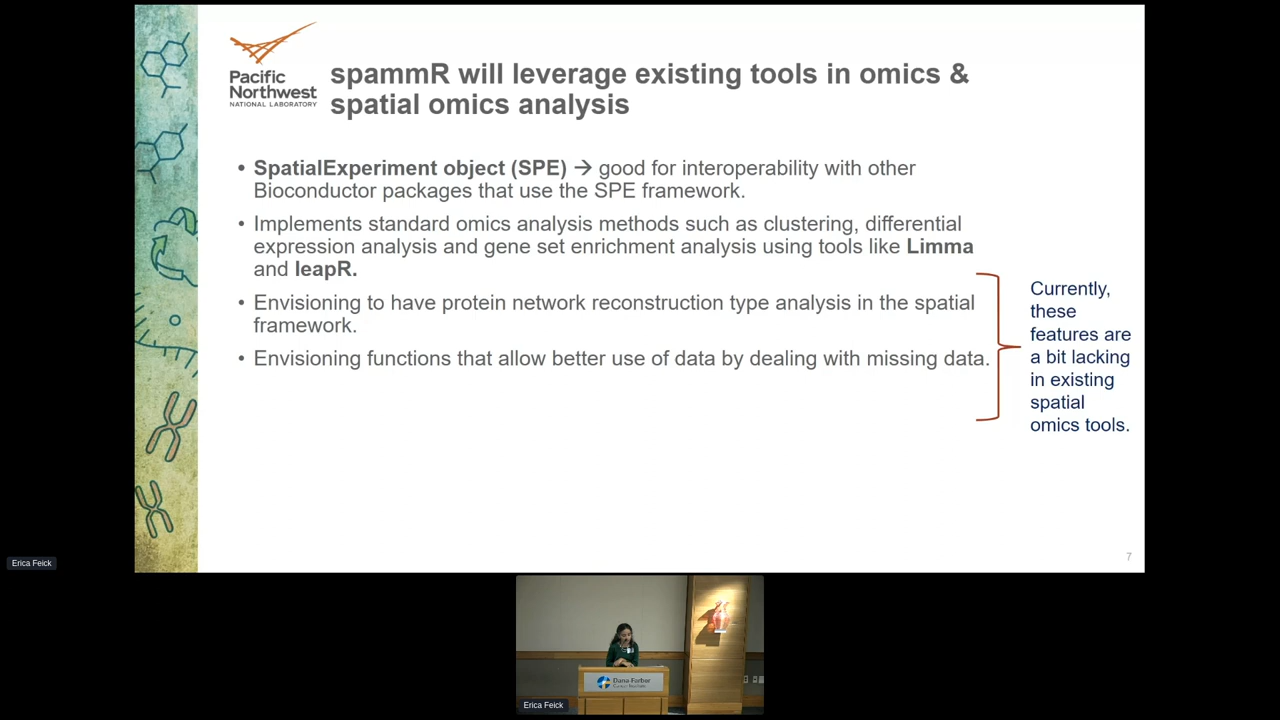 Pacific
Northwest
NATIONAL LABORATORY
spammR will leverage existing tools in omics &
spatial omics analysis
• SpatialExperiment object (SPE) → good for interoperability with other
Bioconductor packages that use the SPE framework.
• Implements standard omics analysis methods such as clustering, differential
expression analysis and gene set enrichment analysis using tools like Limma
and leapR.
• Envisioning to have protein network reconstruction type analysis in the spatial
framework.
• Envisioning functions that allow better use of data by dealing with missing data.
Currently,
these
features are
a bit lacking
in existing
spatial
omics tools.
7
Erica Feick
Dana-Farber
Cancer Institute
Erica Feick